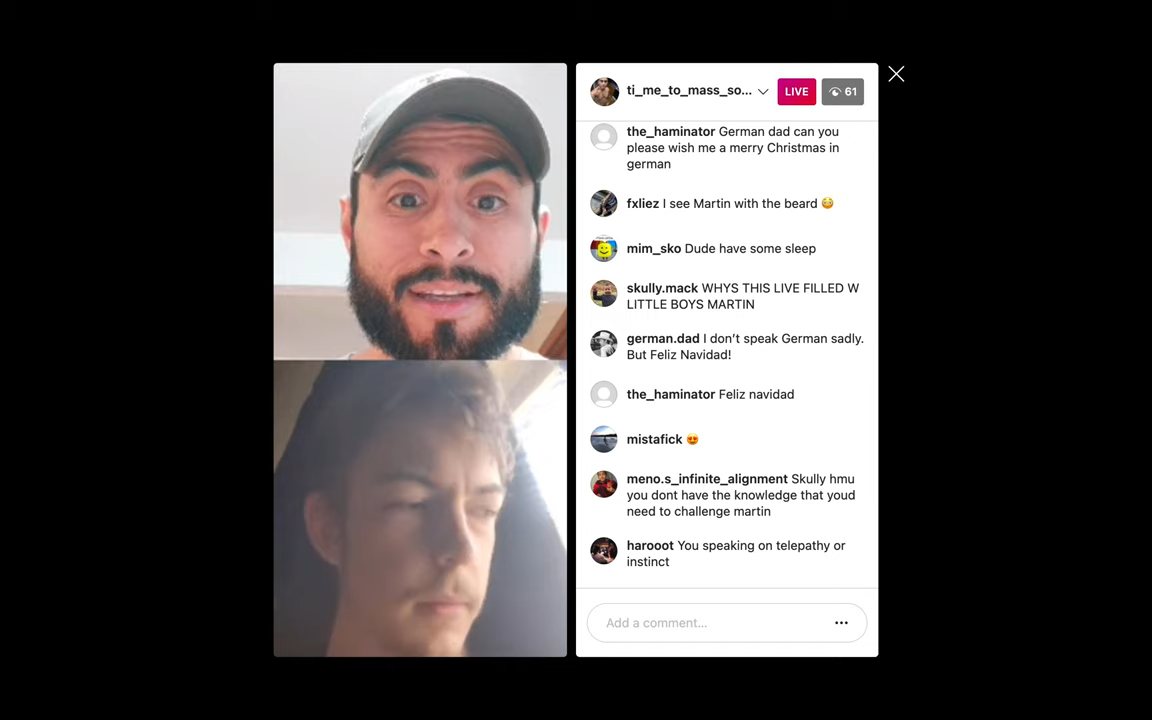 ti_me_to_mass_so...
LIVE
61
the_haminator German dad can you
please wish me a merry Christmas in
german
fxliez I see Martin with the beard 😳
mim_sko Dude have some sleep
skully.mack WHYS THIS LIVE FILLED W
LITTLE BOYS MARTIN
german.dad I don’t speak German sadly.
But Feliz Navidad!
the_haminator Feliz navidad
mistafick 😍
meno.s_infinite_alignment Skully hmu
you dont have the knowledge that youd
need to challenge martin
harooot You speaking on telepathy or
instinct
Add a comment...